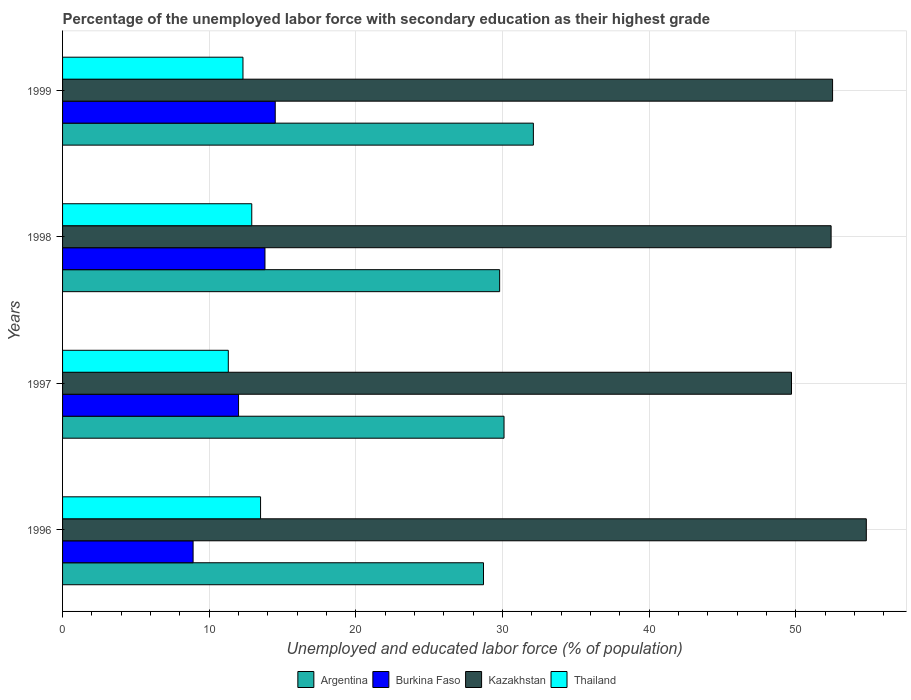 Percentage of the unemployed labor force with secondary education as their highest grade
1999
1998
1997
1996
Years
0 10 20 30 40 50
Unemployed and educated labor force (% of population)
Argentina Burkina Faso Kazakhstan Thailand